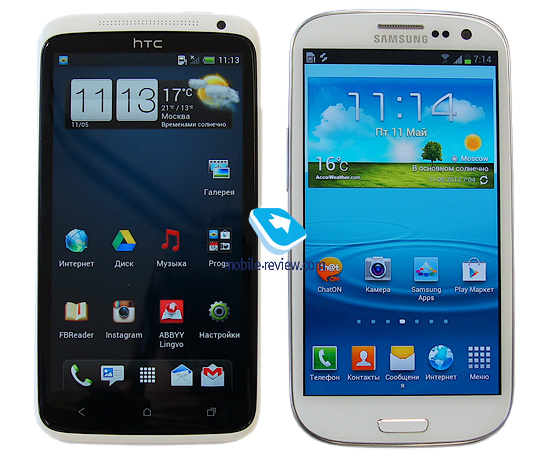 hTC
11:13
11 13
17°C
21°/13°
Москва
11/05
Временами солнечно
Галерея
Интернет
Диск
Музыка
FBReader
Instagram
ABBYY
Lingvo
Настройки
SAMSUNG
7:14
11:14
Пт 11 Май
16°C
AccuWeather.com
Moscow
В основном солнечно
ChatON
Камера
Samsung
Apps
Play Маркет
Телефон
Контакты
Сообщени
я
Интернет
Меню
mobile-review.com